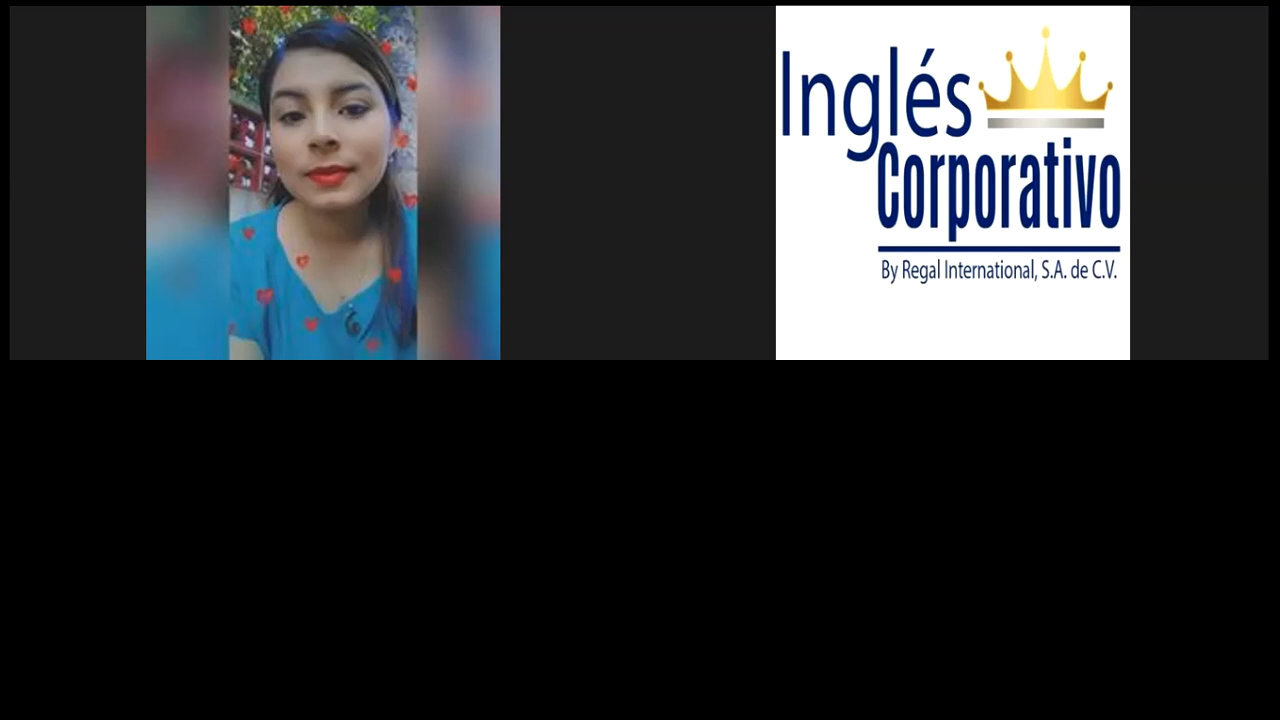 Inglés
Corporativo
By Regal International, S.A. de C.V.